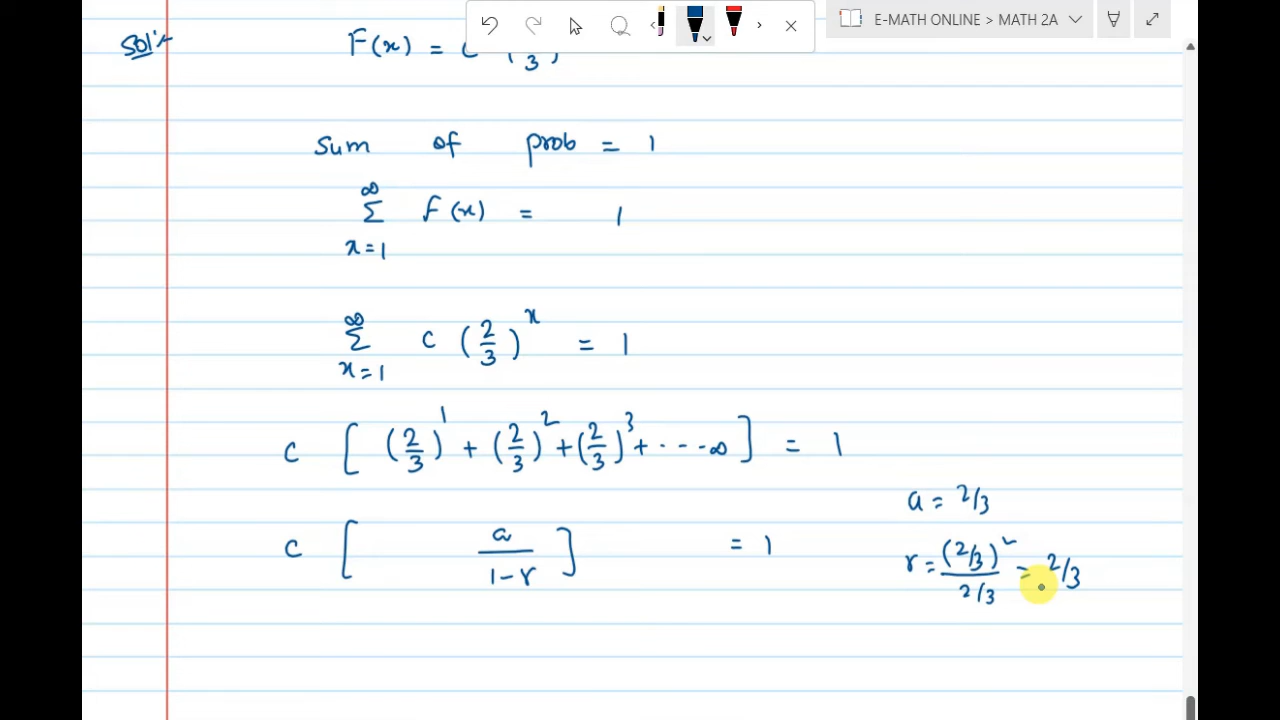 E-MATH ONLINE > MATH 2A
Sol:-
F(x) = C ( 3 )
Sum of prob = 1
∞
Σ F(x) = 1
x=1
∞
Σ C (2/3)^x = 1
x=1
C [ (2/3)^1 + (2/3)^2 + (2/3)^3 + ---∞ ] = 1
a = 2/3
C [ a/1-r ] = 1
r = (2/3)^2/2/3 = 2/3